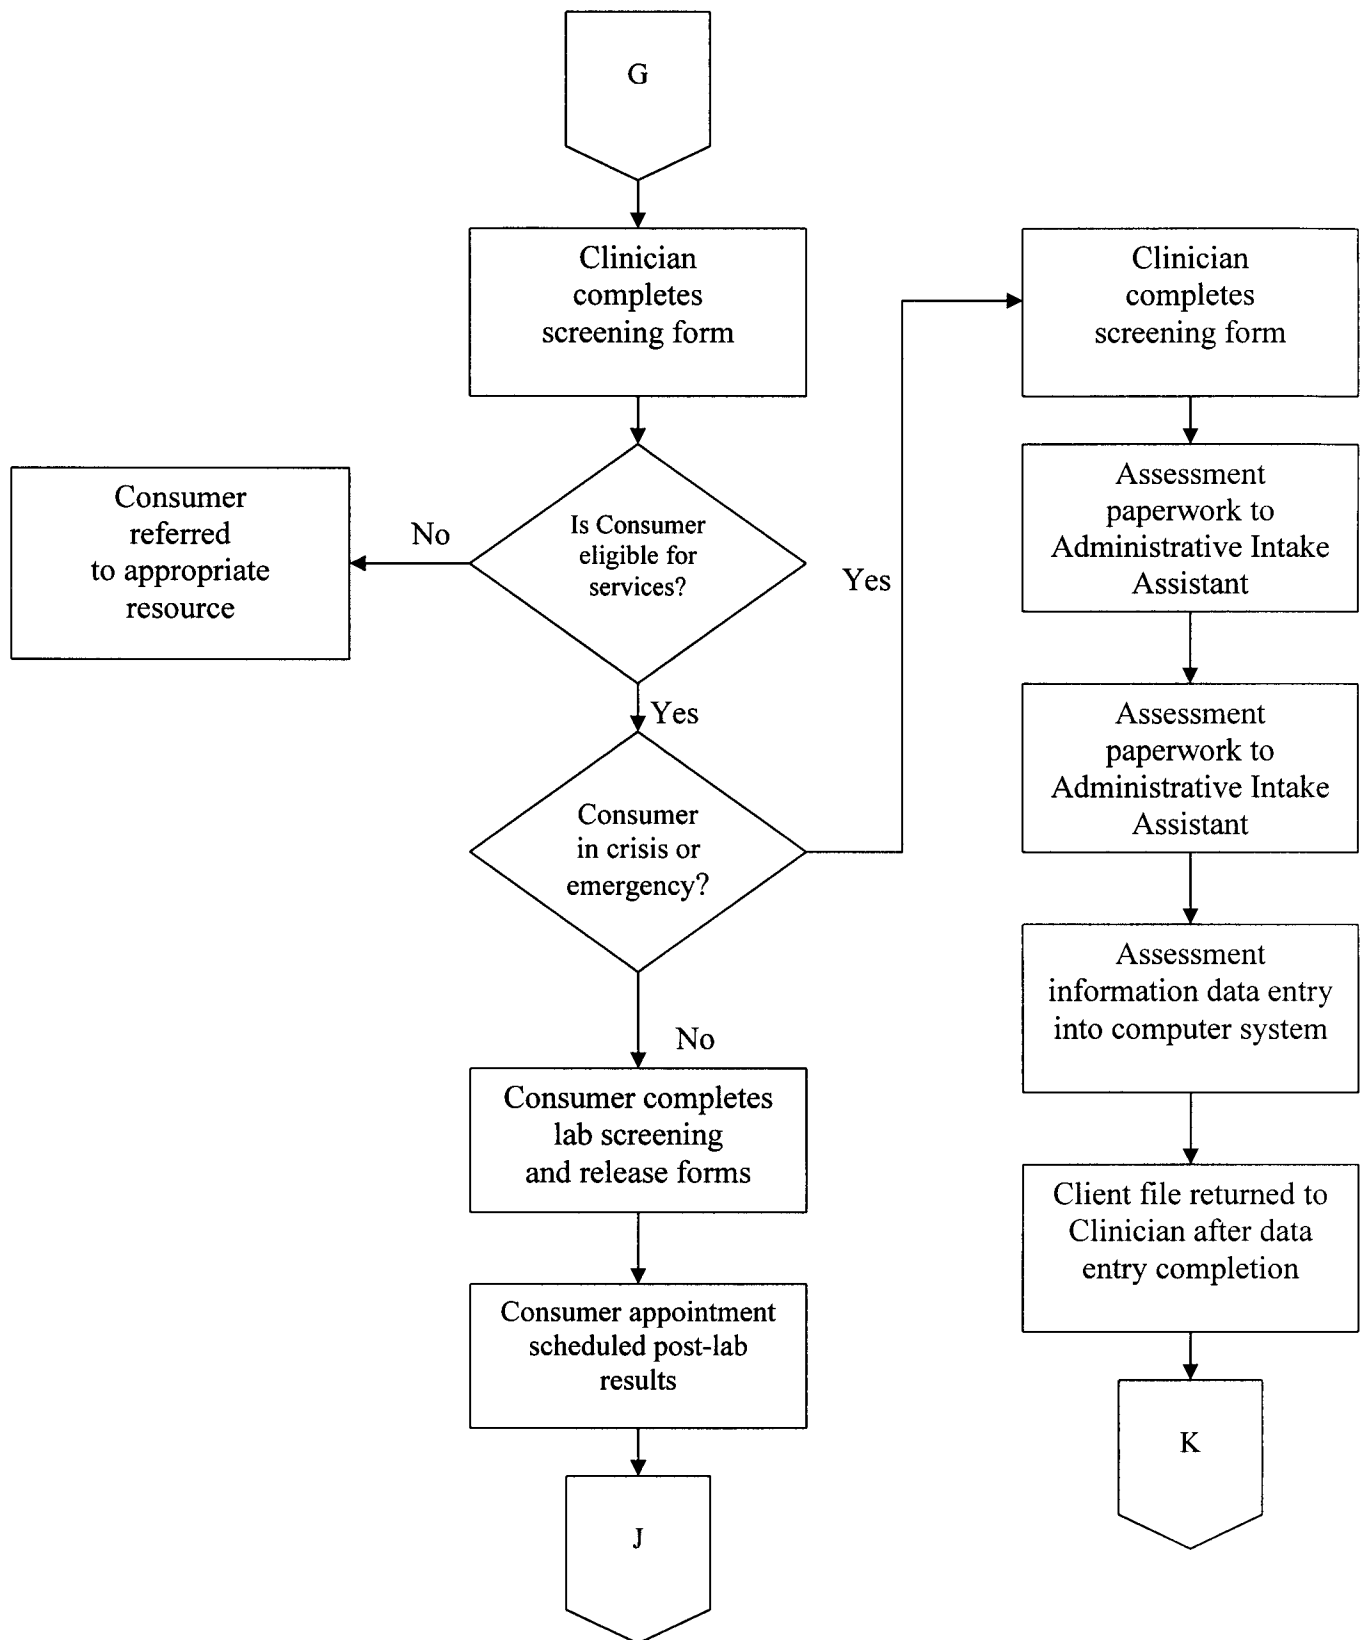 G
Clinician
completes
screening form
Is Consumer
eligible for
services?
No
Consumer
referred
to appropriate
resource
Yes
Consumer
in crisis or
emergency?
No
Consumer completes
lab screening
and release forms
Consumer appointment
scheduled post-lab
results
J
Yes
Clinician
completes
screening form
Assessment
paperwork to
Administrative Intake
Assistant
Assessment
paperwork to
Administrative Intake
Assistant
Assessment
information data entry
into computer system
Client file returned to
Clinician after data
entry completion
K